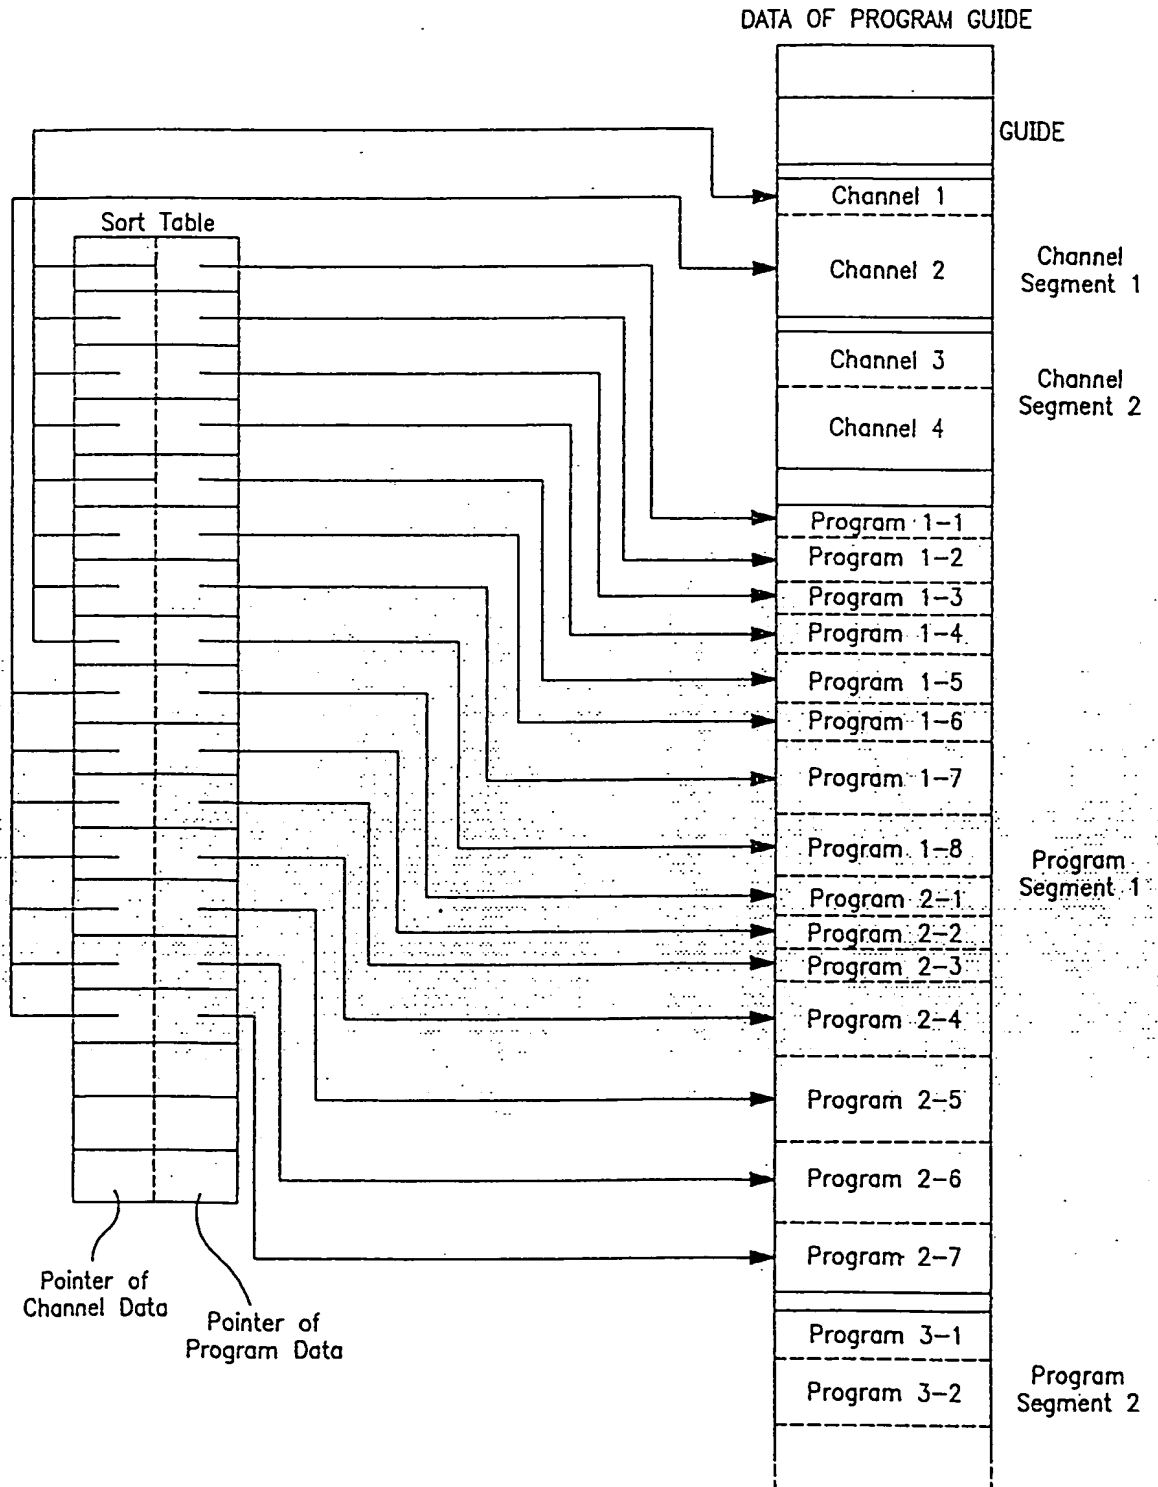 DATA OF PROGRAM GUIDE
GUIDE
Channel 1
Channel 2
Channel
Segment 1
Channel 3
Channel 4
Channel
Segment 2
Sort Table
Program 1-1
Program 1-2
Program 1-3
Program 1-4
Program 1-5
Program 1-6
Program 1-7
Program 1-8
Program 2-1
Program 2-2
Program 2-3
Program 2-4
Program 2-5
Program 2-6
Program 2-7
Program
Segment 1
Program 3-1
Program 3-2
Program
Segment 2
Pointer of
Channel Data
Pointer of
Program Data